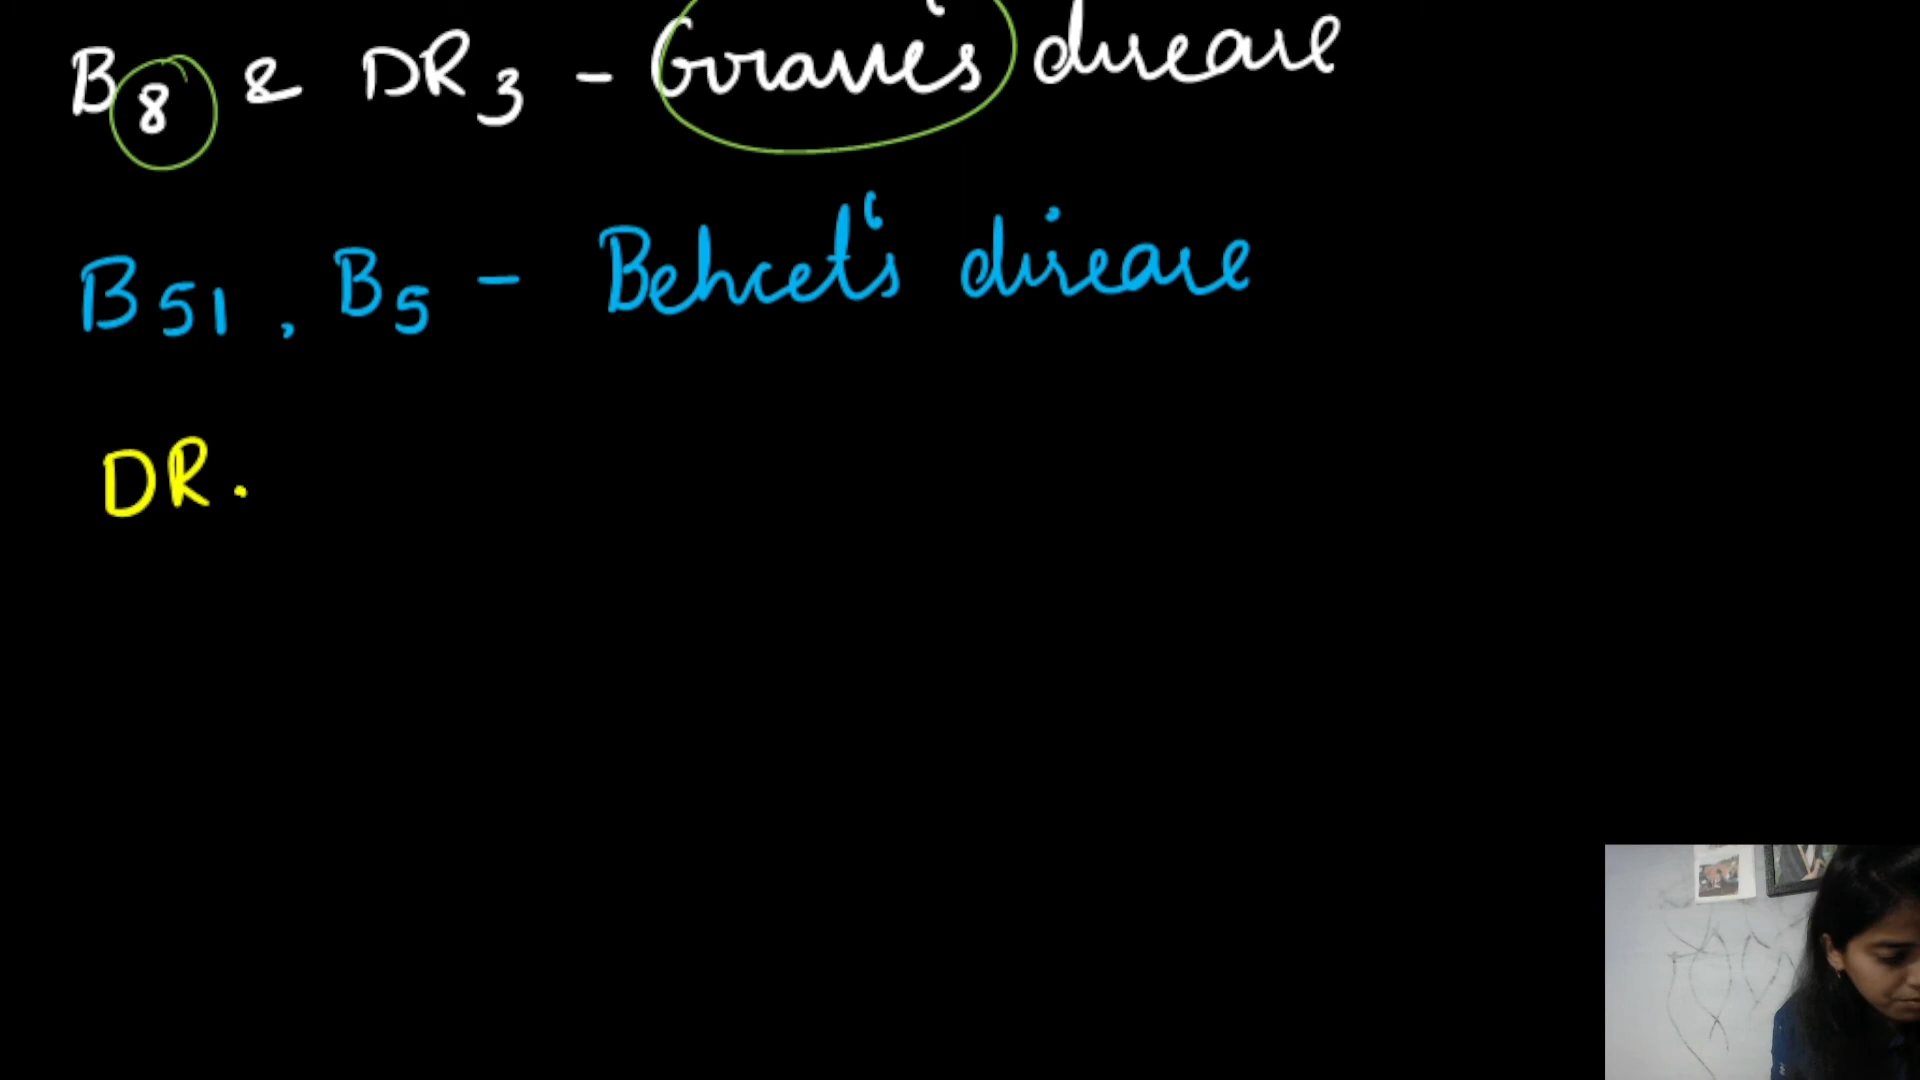 B8 & DR3 - Grave's disease
B51, B5 - Behcet's disease
DR.